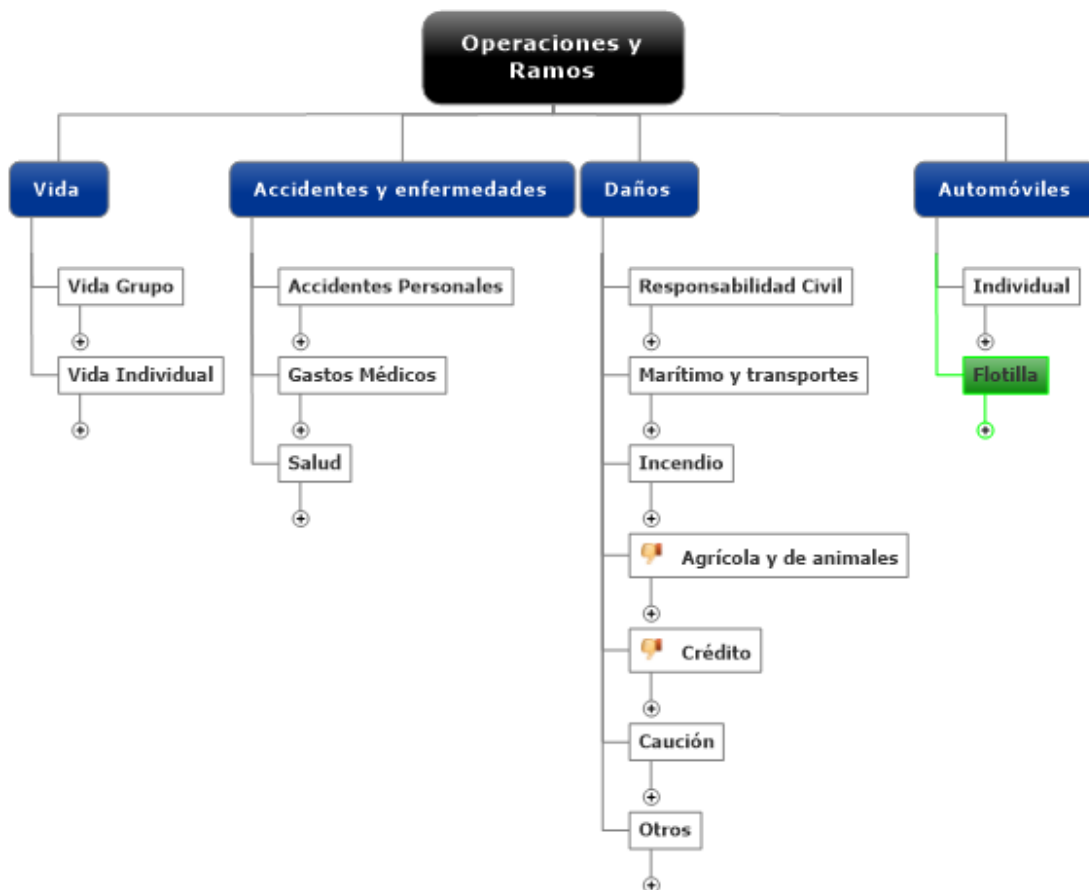 Operaciones y
Ramos
Vida
Accidentes y enfermedades
Daños
Automóviles
Vida Grupo
Vida Individual
Accidentes Personales
Gastos Médicos
Salud
Responsabilidad Civil
Marítimo y transportes
Incendio
Agrícola y de animales
Crédito
Caución
Otros
Individual
Flotilla